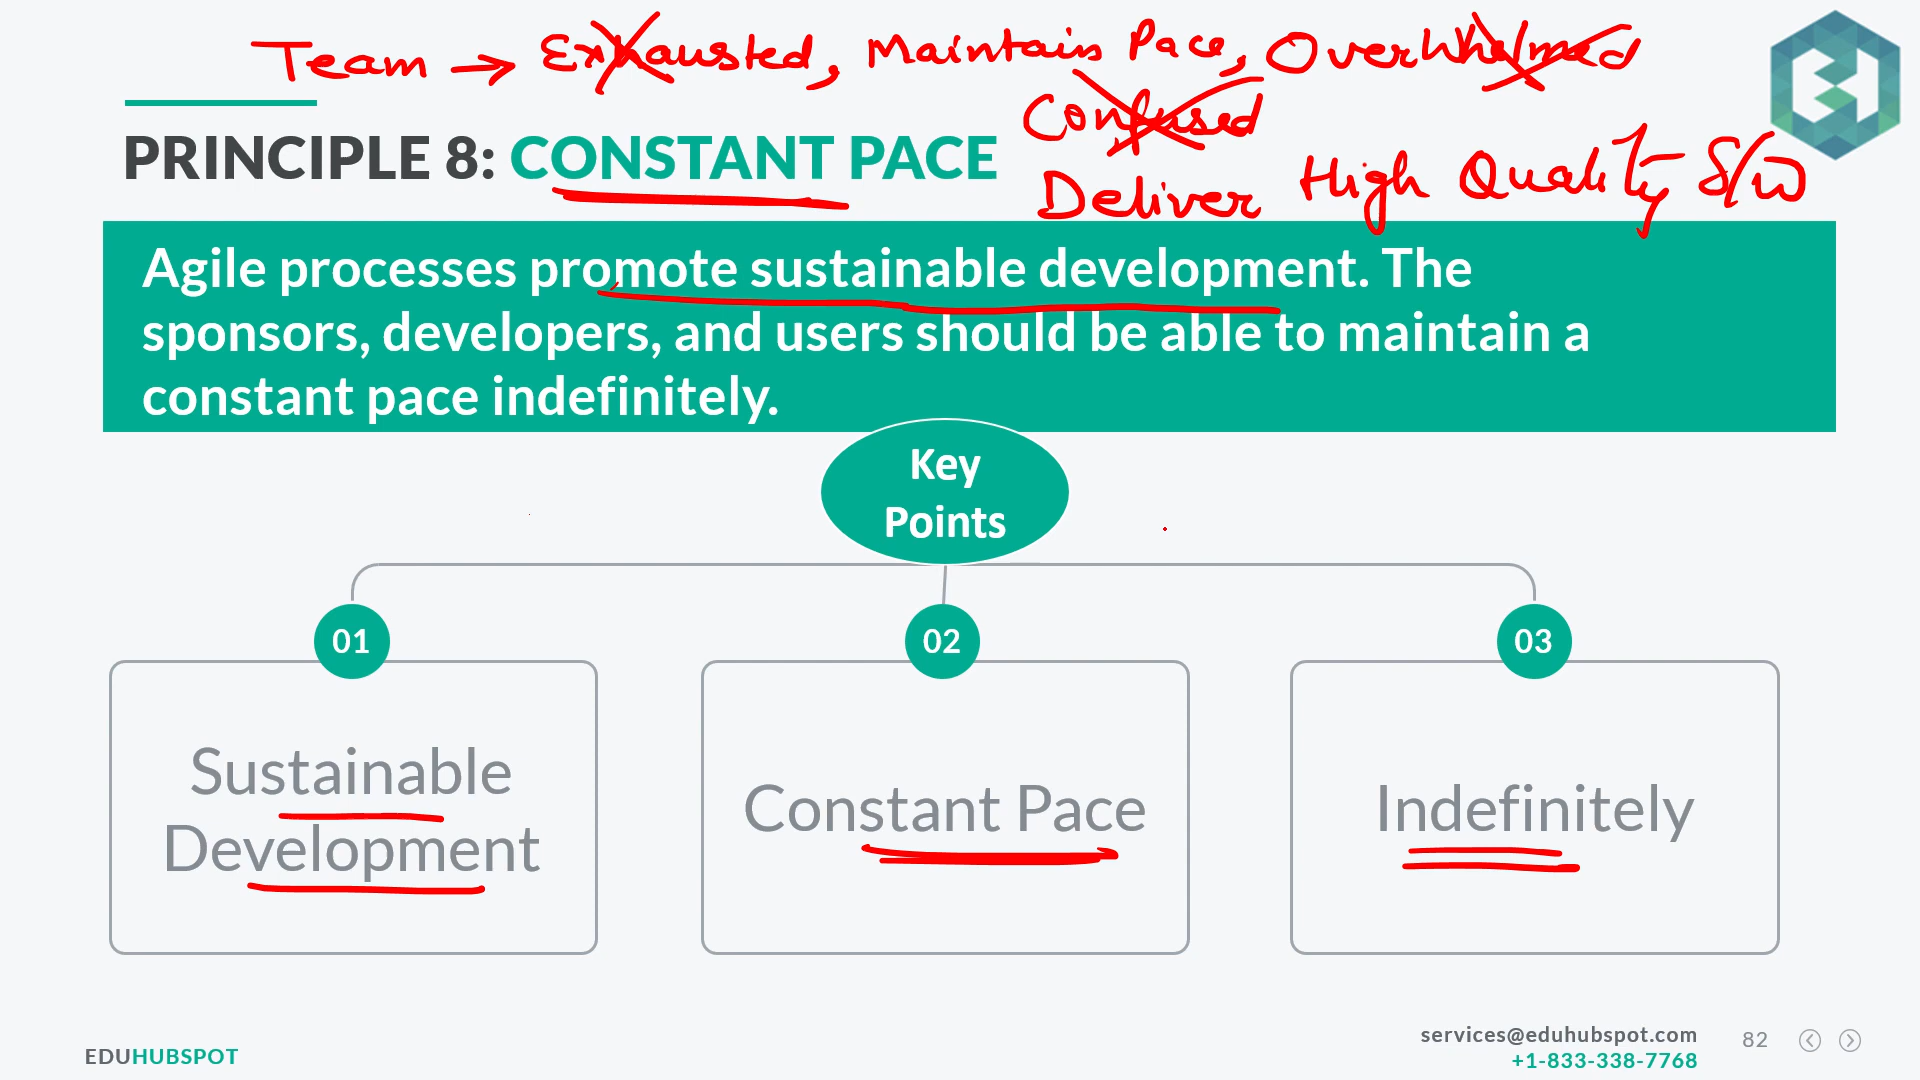 Team → Exhausted, Maintain Pace, Overwhelmed
Confused
Deliver High Quality S/W
PRINCIPLE 8: CONSTANT PACE
Agile processes promote sustainable development. The
sponsors, developers, and users should be able to maintain a
constant pace indefinitely.
Key
Points
01
Sustainable
Development
02
Constant Pace
03
Indefinitely
EDUHUBSPOT
services@eduhubspot.com
+1-833-338-7768
82